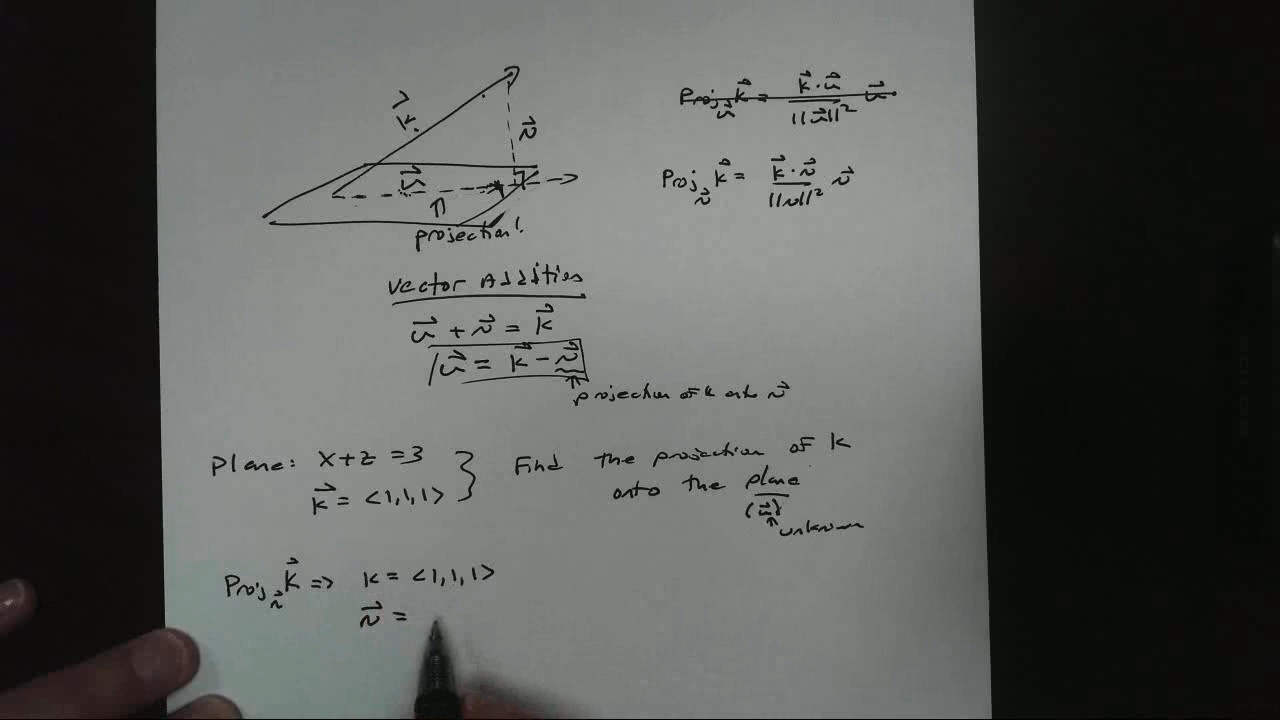 k⃗
n⃗
u⃗
projection!
Proj_u⃗ k⃗ = k⃗·u⃗ / ||u⃗||² u⃗
Proj_n⃗ k⃗ = k⃗·n⃗ / ||n||² n⃗
Vector Addities
u⃗ + n⃗ = k⃗
u⃗ = k⃗ - n⃗
projection of k onto n⃗
Plane: x+z=3
k⃗ = <1,1,1>
Find the projection of k
onto the plane
(u⃗)
unknown
Proj_n⃗ k⃗ => k = <1,1,1>
n⃗ =